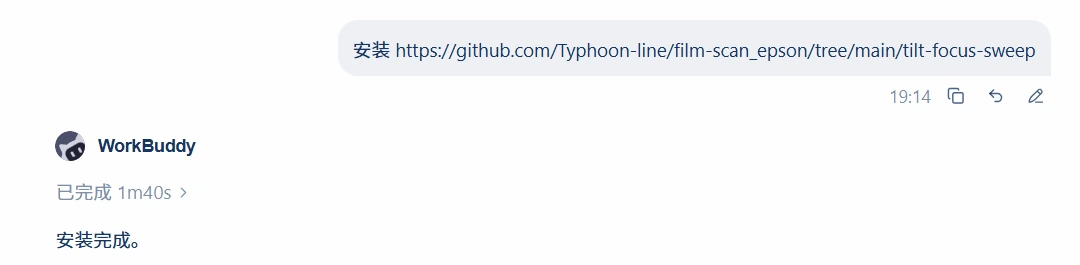 安装 https://github.com/Typhoon-line/film-scan_epson/tree/main/tilt-focus-sweep
19:14
WorkBuddy
已完成 1m40s >
安装完成。